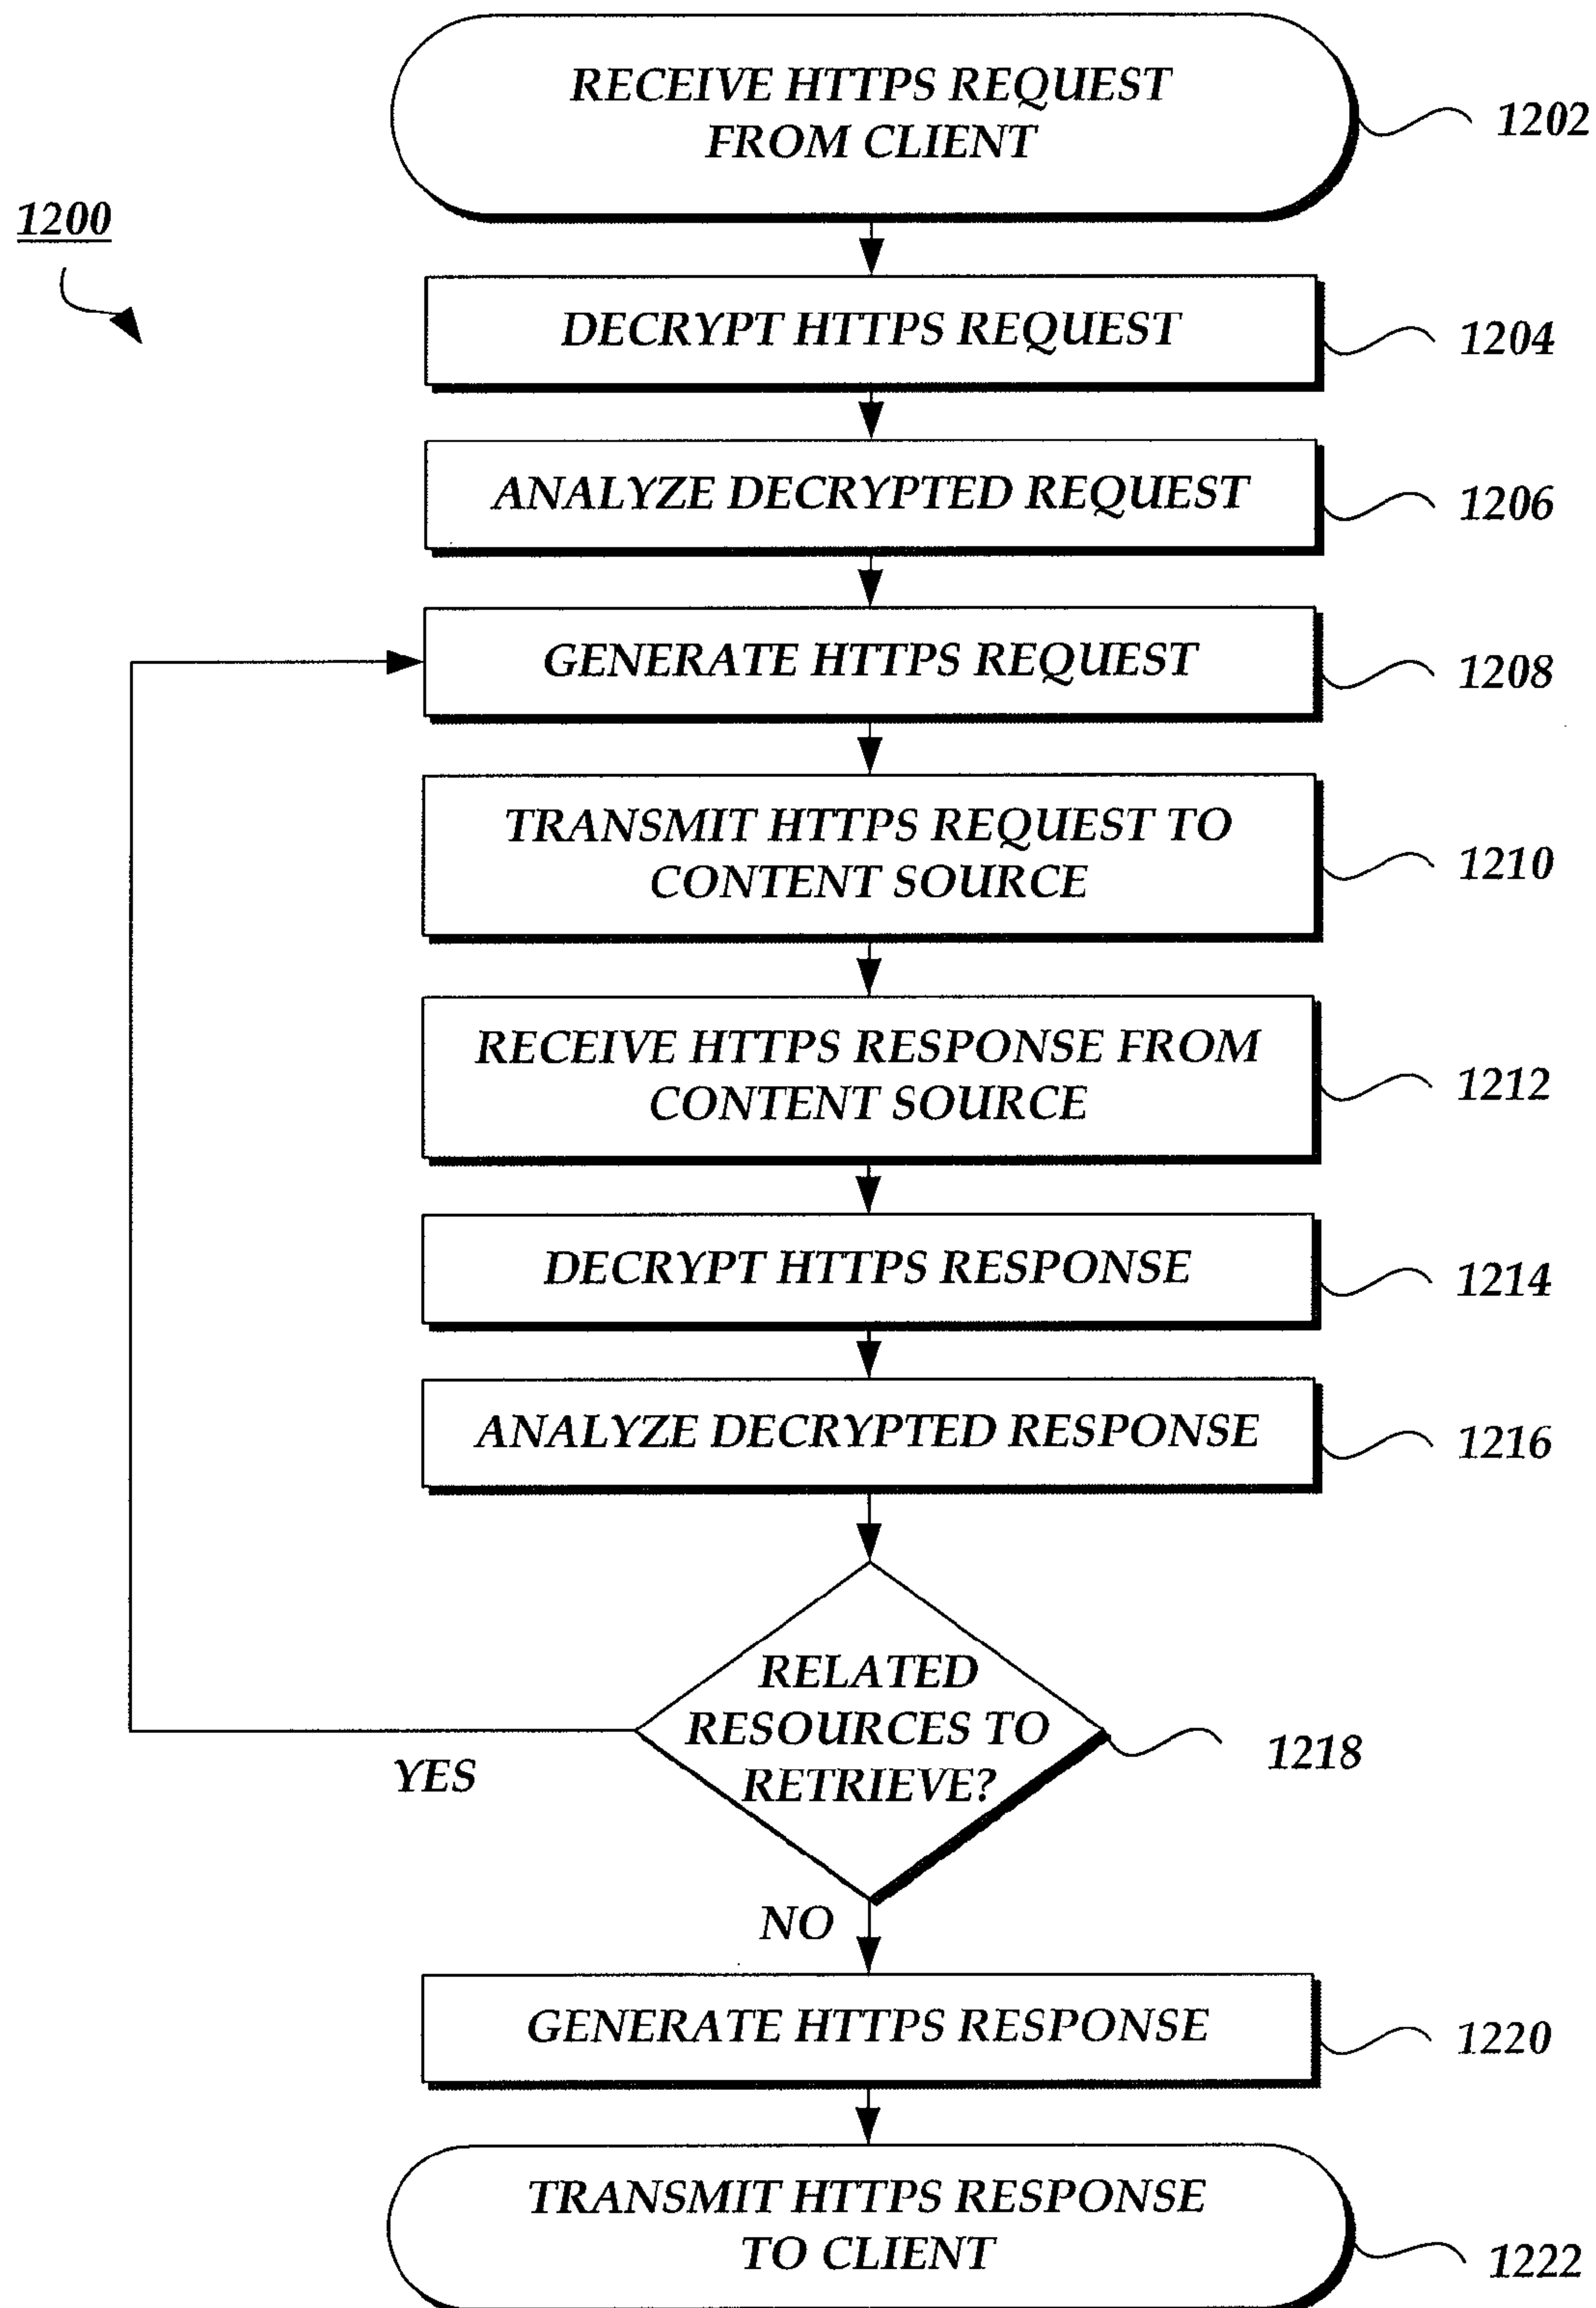 RECEIVE HTTPS REQUEST
FROM CLIENT
1202
1200
DECRYPT HTTPS REQUEST
1204
ANALYZE DECRYPTED REQUEST
1206
GENERATE HTTPS REQUEST
1208
TRANSMIT HTTPS REQUEST TO
CONTENT SOURCE
1210
RECEIVE HTTPS RESPONSE FROM
CONTENT SOURCE
1212
DECRYPT HTTPS RESPONSE
1214
ANALYZE DECRYPTED RESPONSE
1216
RELATED
RESOURCES TO
RETRIEVE?
1218
YES
NO
GENERATE HTTPS RESPONSE
1220
TRANSMIT HTTPS RESPONSE
TO CLIENT
1222